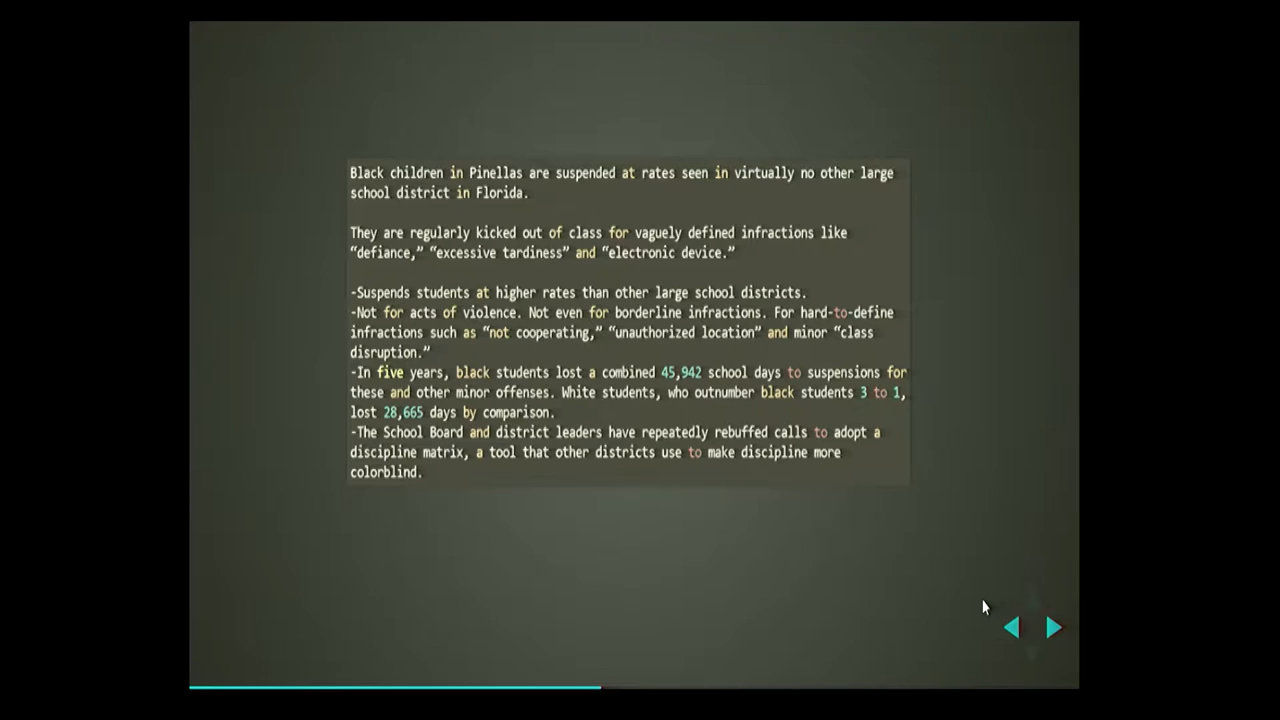 Black children in Pinellas are suspended at rates seen in virtually no other large
school district in Florida.
They are regularly kicked out of class for vaguely defined infractions like
“defiance,” “excessive tardiness” and “electronic device.”
-Suspends students at higher rates than other large school districts.
-Not for acts of violence. Not even for borderline infractions. For hard-to-define
infractions such as “not cooperating,” “unauthorized location” and minor “class
disruption.”
-In five years, black students lost a combined 45,942 school days to suspensions for
these and other minor offenses. White students, who outnumber black students 3 to 1,
lost 28,665 days by comparison.
-The School Board and district leaders have repeatedly rebuffed calls to adopt a
discipline matrix, a tool that other districts use to make discipline more
colorblind.